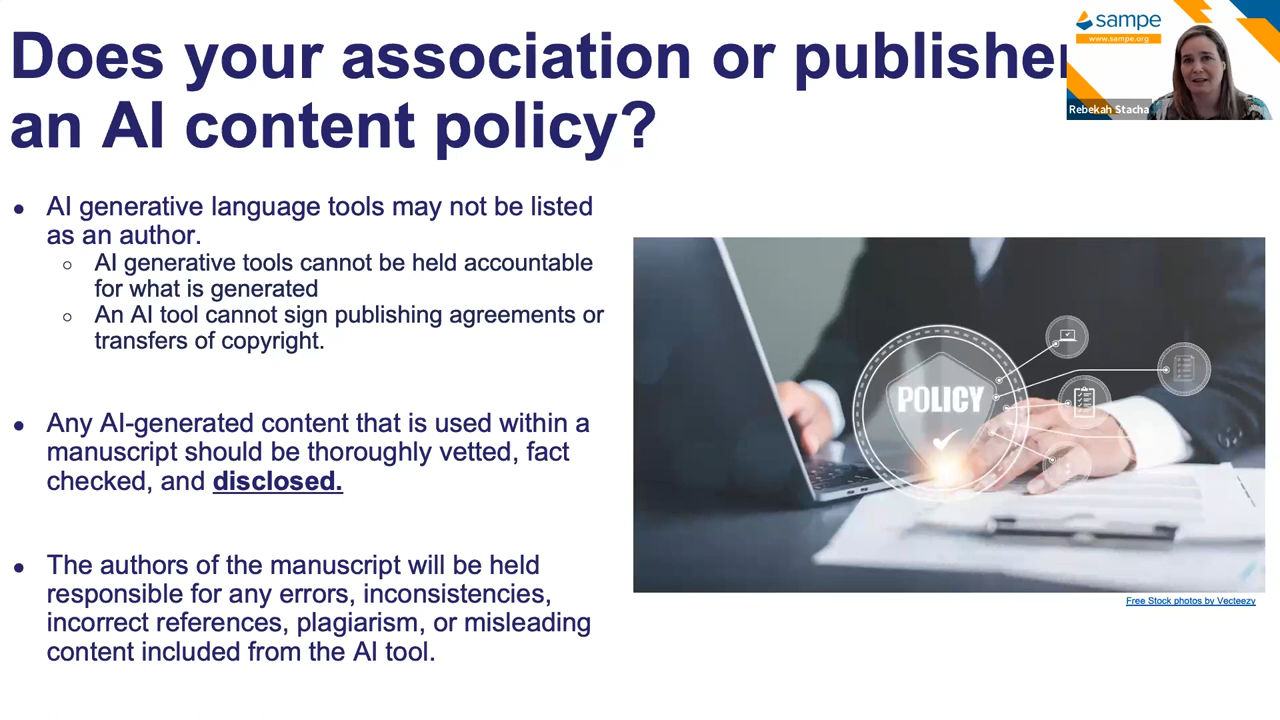 Does your association or publisher
an AI content policy?
sampe
www.sampe.org
Rebekah Stacha
● AI generative language tools may not be listed
as an author.
○ AI generative tools cannot be held accountable
for what is generated
○ An AI tool cannot sign publishing agreements or
transfers of copyright.
● Any AI-generated content that is used within a
manuscript should be thoroughly vetted, fact
checked, and disclosed.
● The authors of the manuscript will be held
responsible for any errors, inconsistencies,
incorrect references, plagiarism, or misleading
content included from the AI tool.
POLICY
Free Stock photos by Vecteezy